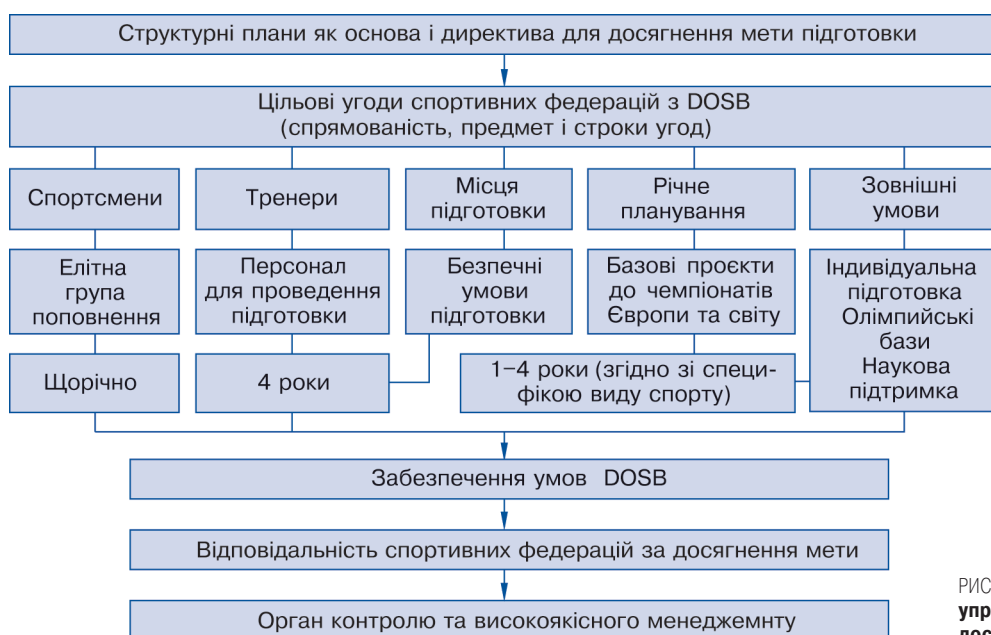 Структурні плани як основа і директива для досягнення мети підготовки
Цільові угоди спортивних федерацій з DOSB
(спрямованість, предмет і строки угод)
Спортсмени
Тренери
Місця
підготовки
Річне
планування
Зовнішні
умови
Елітна
група
поповнення
Персонал
для проведення
підготовки
Безпечні
умови
підготовки
Базові проєкти
до чемпіонатів
Європи та світу
Індивідуальна
підготовка
Олімпийські
бази
Наукова
підтримка
Щорічно
4 роки
1–4 роки (згідно зі специ-
фікою виду спорту)
Забезпечення умов DOSB
Відповідальність спортивних федерацій за досягнення мети
Орган контролю та високоякісного менеджемнту
РИС
упр